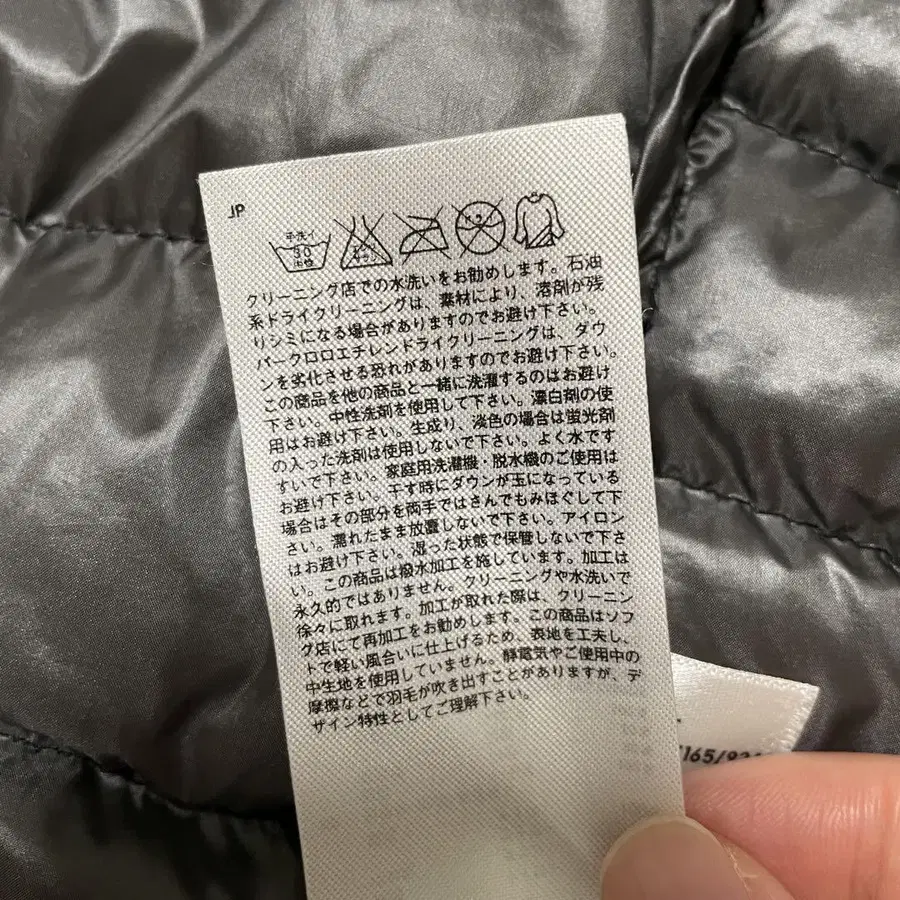 JP
手洗イ
30
中性
エンソ
サラシ
クリーニング店での水洗いをお勧めします。石油
系ドライクリーニングは、素材により、溶剤が残
りシミになる場合がありますのでお避け下さい。
パークロロエチレンドライクリーニングは、ダウ
ンを劣化させる恐れがありますのでお避け下さい。
この商品を他の商品と一緒に洗濯するのはお避け
下さい。中性洗剤を使用して下さい。漂白剤の使
用はお避け下さい。生成り、淡色の場合は蛍光剤
の入った洗剤は使用しないで下さい。よく水です
すいで下さい。家庭用洗濯機・脱水機のご使用は
お避け下さい。干す時にダウンが玉になっている
場合はその部分を両手ではさんでもみほぐして下
さい。濡れたまま放置しないで下さい。アイロン
はお避け下さい。湿った状態で保管しないで下さ
い。この商品は撥水加工を施しています。加工は
永久的ではありません。クリーニングや水洗いで
徐々に取れます。加工が取れた際は、クリーニン
グ店にて再加工をお勧めします。この商品はソフ
トで軽い風合いに仕上げるため、表地を工夫し、
中生地を使用していません。静電気やご使用中の
摩擦などで羽毛が吹き出すことがありますが、デ
ザイン特性としてご理解下さい。
165/92